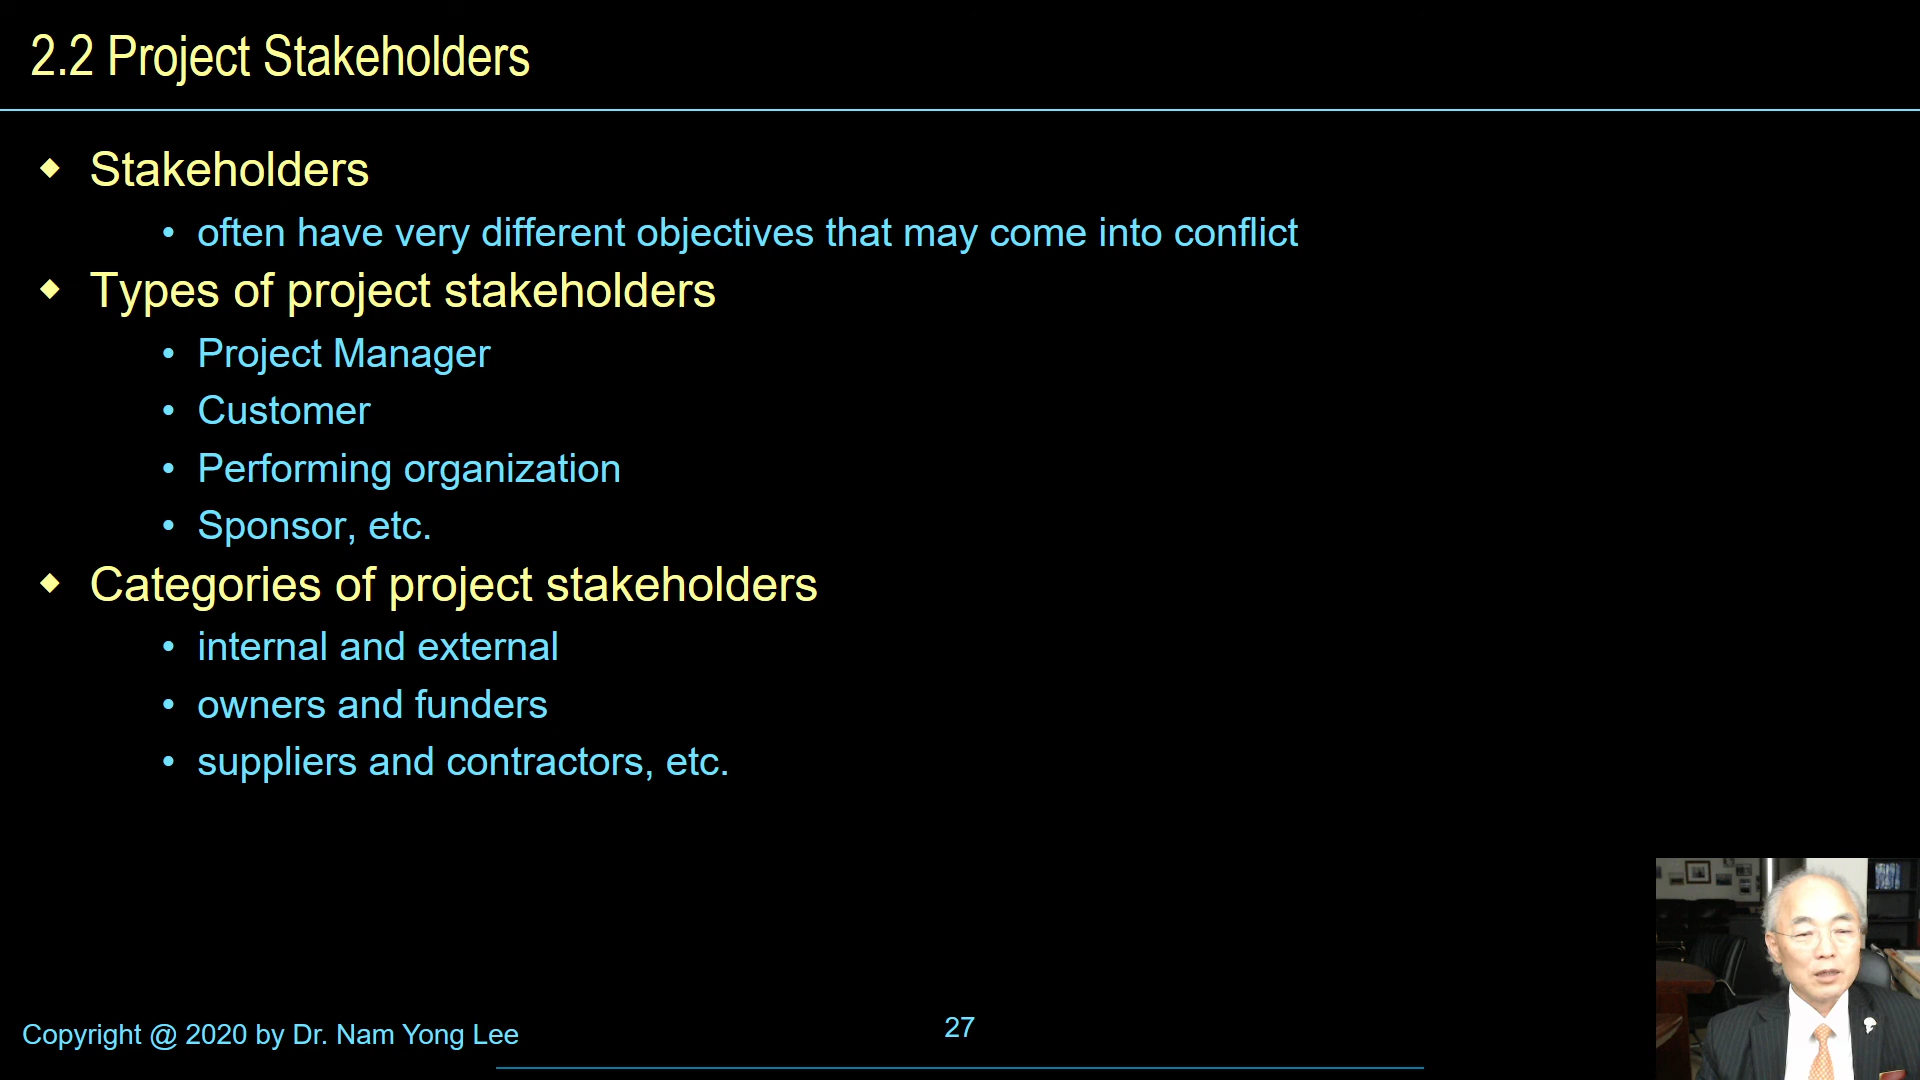 2.2 Project Stakeholders
◆ Stakeholders
• often have very different objectives that may come into conflict
◆ Types of project stakeholders
• Project Manager
• Customer
• Performing organization
• Sponsor, etc.
◆ Categories of project stakeholders
• internal and external
• owners and funders
• suppliers and contractors, etc.
Copyright @ 2020 by Dr. Nam Yong Lee
27